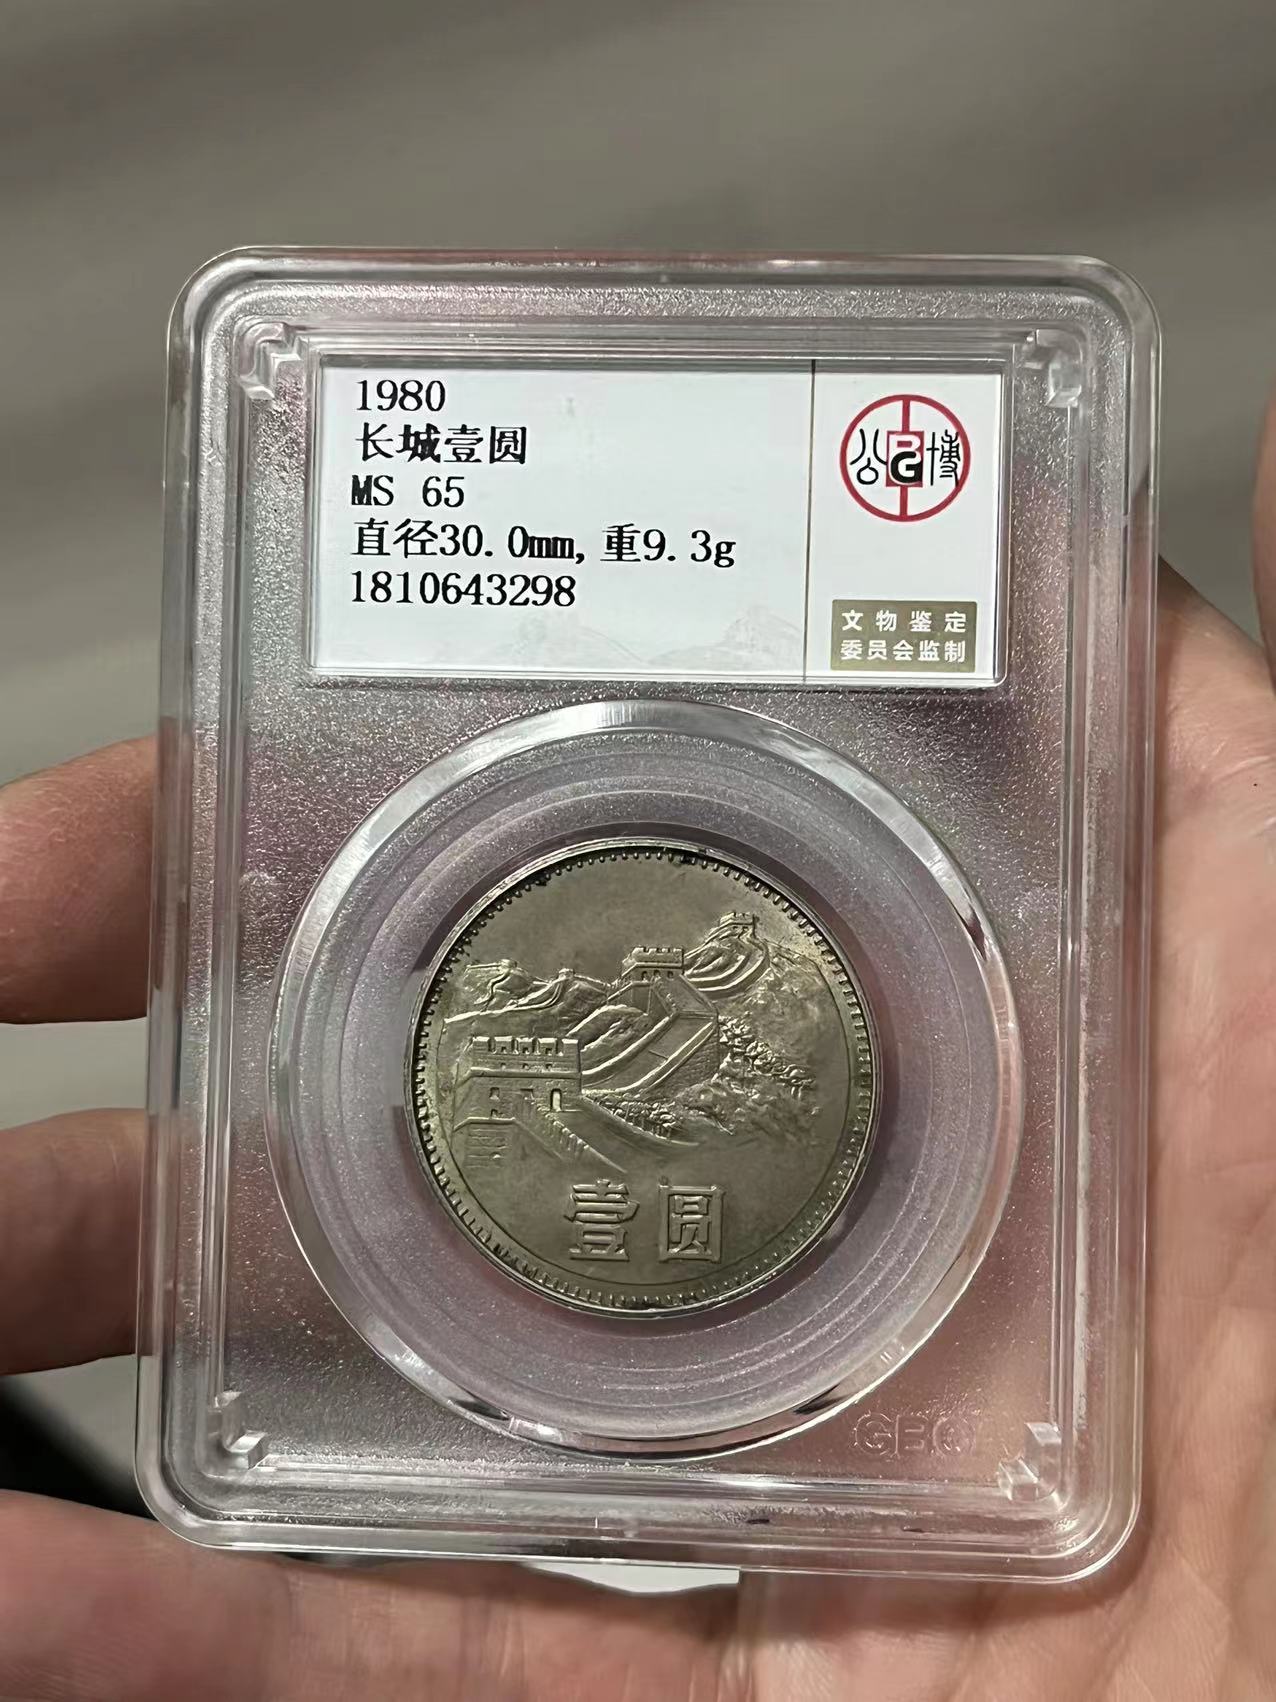 1980
长城壹圆
MS 65
直径30.0mm,重9.3g
1810643298
公 BG 博
文物鉴定
委员会监制
壹圆